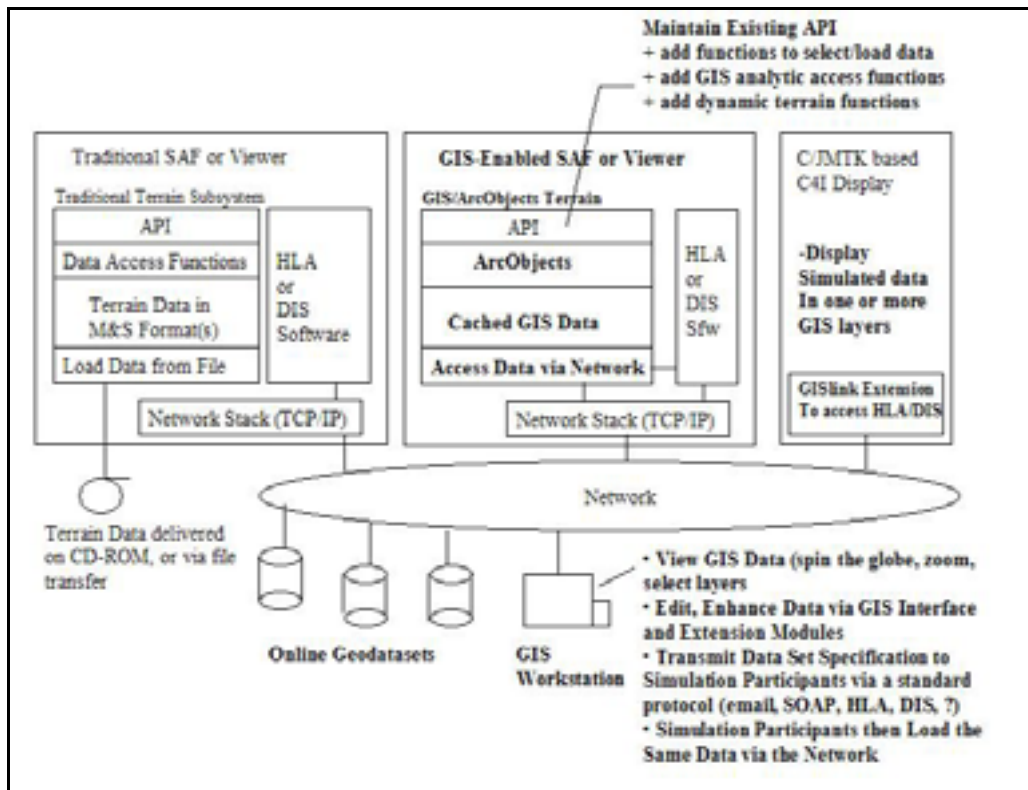 Maintain Existing API
+ add functions to select/load data
+ add GIS analytic access functions
+ add dynamic terrain functions
Traditional SAF or Viewer
Traditional Terrain Subsystem
API
Data Access Functions
Terrain Data in
M&S Format(s)
Load Data from File
HLA
or
DIS
Software
Network Stack (TCP/IP)
GIS-Enabled SAF or Viewer
GIS/ArcObjects Terrain
API
ArcObjects
Cached GIS Data
Access Data via Network
HLA
or
DIS
Sfw
Network Stack (TCP/IP)
C/JMTK based
C4I Display
-Display
Simulated data
In one or more
GIS layers
GISlink Extension
To access HLA/DIS
Network
Terrain Data delivered
on CD-ROM, or via file
transfer
Online Geodatasets
GIS
Workstation
• View GIS Data (spin the globe, zoom,
select layers
• Edit, Enhance Data via GIS Interface
and Extension Modules
• Transmit Data Set Specification to
Simulation Participants via a standard
protocol (email, SOAP, HLA, DIS, ?)
• Simulation Participants then Load the
Same Data via the Network